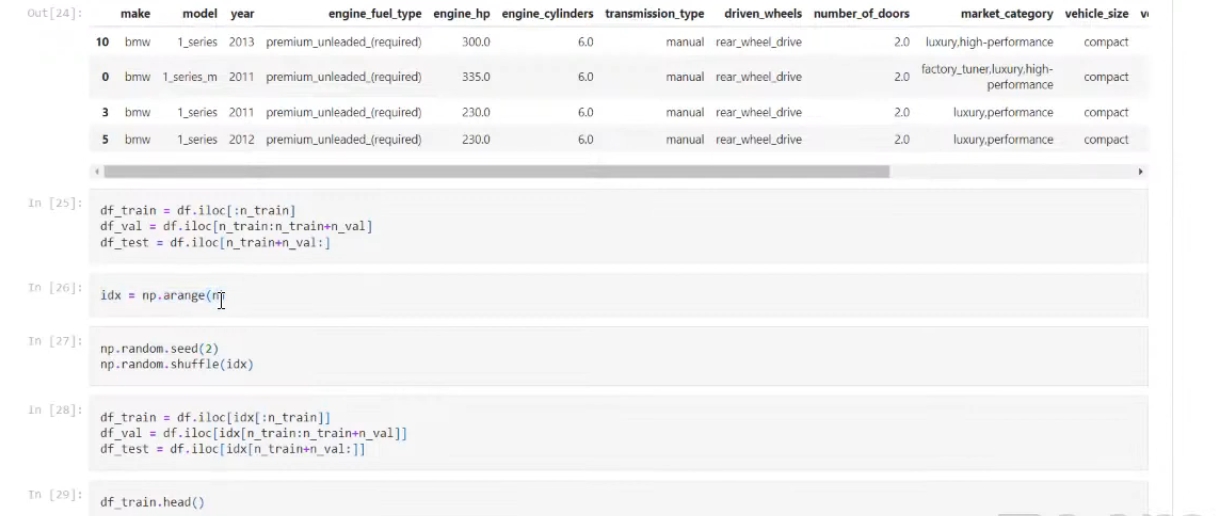 Out[24]:
make model year engine_fuel_type engine_hp engine_cylinders transmission_type driven_wheels number_of_doors market_category vehicle_size
10 bmw 1_series 2013 premium_unleaded_(required) 300.0 6.0 manual rear_wheel_drive 2.0 luxury,high-performance compact
0 bmw 1_series_m 2011 premium_unleaded_(required) 335.0 6.0 manual rear_wheel_drive 2.0 factory_tuner,luxury,high-performance compact
3 bmw 1_series 2011 premium_unleaded_(required) 230.0 6.0 manual rear_wheel_drive 2.0 luxury,performance compact
5 bmw 1_series 2012 premium_unleaded_(required) 230.0 6.0 manual rear_wheel_drive 2.0 luxury,performance compact
In [25]:
df_train = df.iloc[:n_train]
df_val = df.iloc[n_train:n_train+n_val]
df_test = df.iloc[n_train+n_val:]
In [26]:
idx = np.arange(n
In [27]:
np.random.seed(2)
np.random.shuffle(idx)
In [28]:
df_train = df.iloc[idx[:n_train]]
df_val = df.iloc[idx[n_train:n_train+n_val]]
df_test = df.iloc[idx[n_train+n_val:]]
In [29]:
df_train.head()